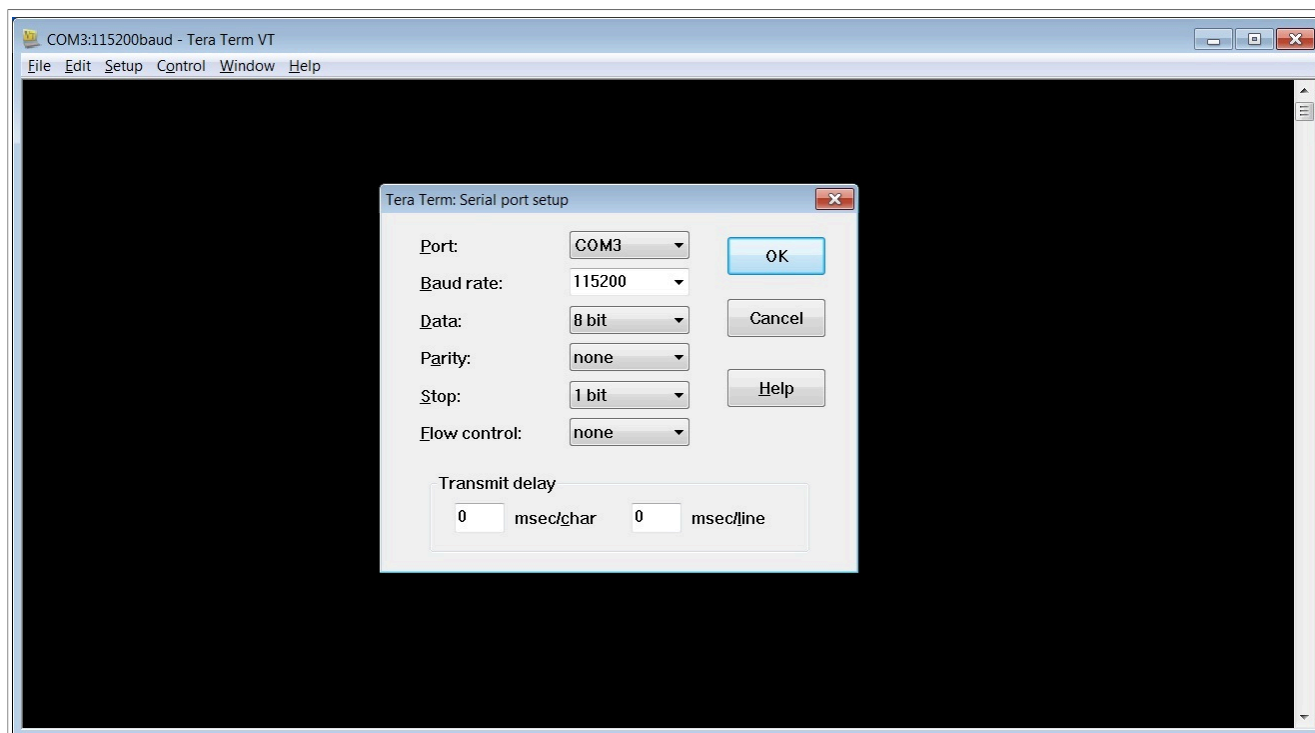 COM3:115200baud - Tera Term VT
File Edit Setup Control Window Help
Tera Term: Serial port setup
Port: COM3 OK
Baud rate: 115200
Data: 8 bit Cancel
Parity: none
Stop: 1 bit Help
Flow control: none
Transmit delay
0 msec/char 0 msec/line